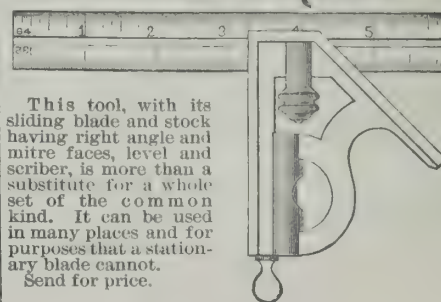 64 1 2 3 4 5
This tool, with its
sliding blade and stock
having right angle and
mitre faces, level and
scriber, is more than a
substitute for a whole
set of the common
kind. It can be used
in many places and for
purposes that a station-
ary blade cannot.
Send for price.